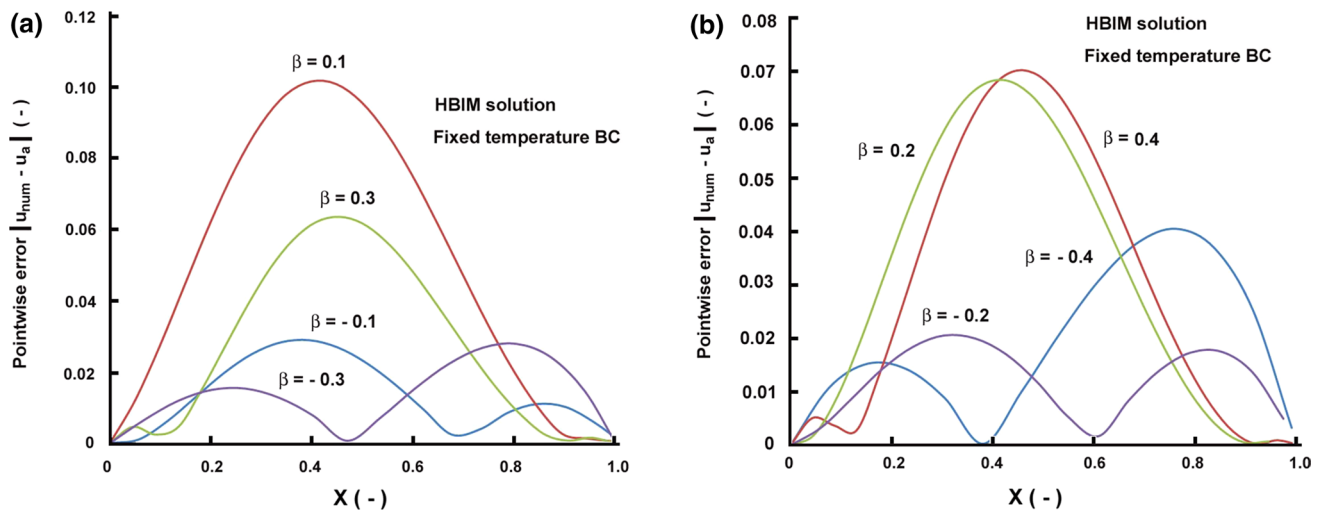 (a)
0.12
0.10
0.08
0.06
0.04
0.02
0
Pointwise error |u_num - u_a| ( - )
β = 0.1
HBIM solution
Fixed temperature BC
β = 0.3
β = - 0.1
β = - 0.3
0 0.2 0.4 0.6 0.8 1.0
X ( - )
(b)
0.08
0.07
0.06
0.05
0.04
0.03
0.02
0.01
0
Pointwise error |u_num - u_a| ( - )
HBIM solution
Fixed temperature BC
β = 0.2
β = 0.4
β = - 0.4
β = - 0.2
0 0.2 0.4 0.6 0.8 1.0
X ( - )